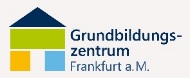 Grundbildungs-
zentrum
Frankfurt a. M.